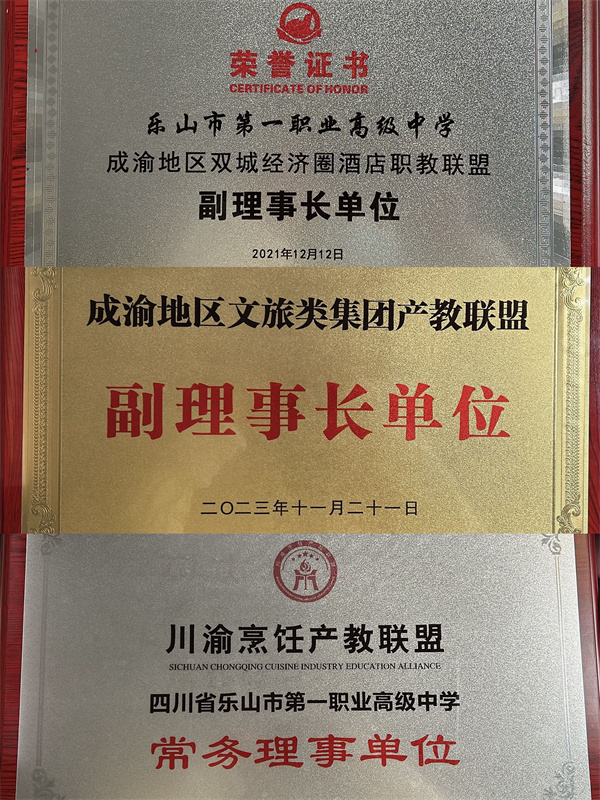 荣誉证书
CERTIFICATE OF HONOR
乐山市第一职业高级中学
成渝地区双城经济圈酒店职教联盟
副理事长单位
2021年12月12日
成渝地区文旅类集团产教联盟
副理事长单位
二〇二三年十一月二十一日
川渝烹饪产教联盟
SICHUAN CHONGQING CUISINE INDUSTRY EDUCATION ALLIANCE
四川省乐山市第一职业高级中学
常务理事单位